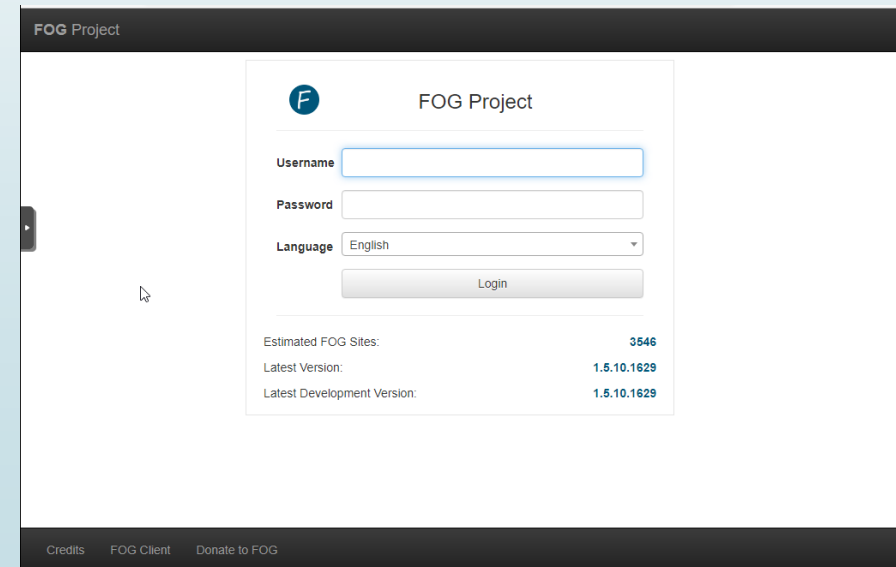 FOG Project
F FOG Project
Username
Password
Language English
Login
Estimated FOG Sites: 3546
Latest Version: 1.5.10.1629
Latest Development Version: 1.5.10.1629
Credits FOG Client Donate to FOG